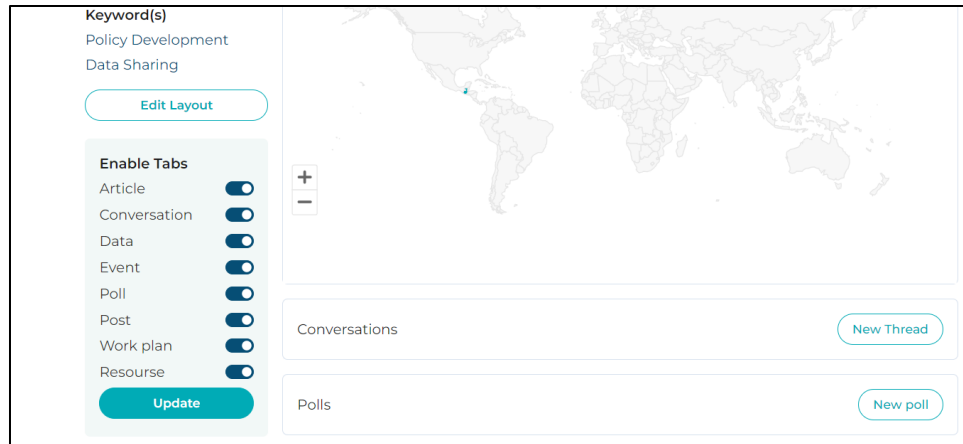 Keyword(s)
Policy Development
Data Sharing
Edit Layout
Enable Tabs
Article
Conversation
Data
Event
Poll
Post
Work plan
Resourse
Update
+
−
Conversations
New Thread
Polls
New poll